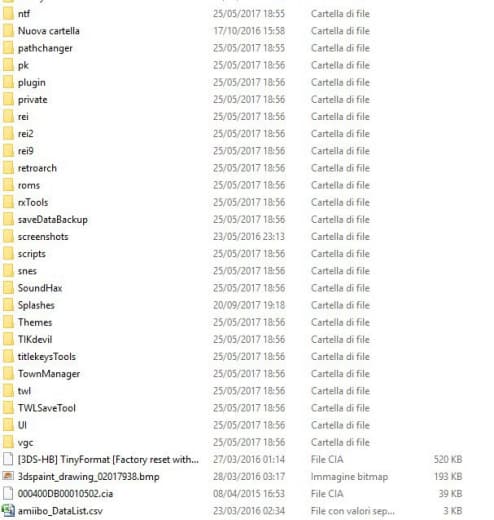 ntf 25/05/2017 18:55 Cartella di file
Nuova cartella 17/10/2016 15:58 Cartella di file
pathchanger 25/05/2017 18:56 Cartella di file
pk 25/05/2017 18:56 Cartella di file
plugin 25/05/2017 18:56 Cartella di file
private 25/05/2017 18:56 Cartella di file
rei 25/05/2017 18:56 Cartella di file
rei2 25/05/2017 18:56 Cartella di file
rei9 25/05/2017 18:56 Cartella di file
retroarch 25/05/2017 18:56 Cartella di file
roms 25/05/2017 18:56 Cartella di file
rxTools 25/05/2017 18:56 Cartella di file
saveDataBackup 25/05/2017 18:56 Cartella di file
screenshots 23/05/2016 23:13 Cartella di file
scripts 25/05/2017 18:56 Cartella di file
snes 25/05/2017 18:56 Cartella di file
SoundHax 25/05/2017 18:56 Cartella di file
Splashes 20/09/2017 19:18 Cartella di file
Themes 25/05/2017 18:56 Cartella di file
TIKdevil 25/05/2017 18:56 Cartella di file
titlekeysTools 25/05/2017 18:56 Cartella di file
TownManager 25/05/2017 18:56 Cartella di file
twl 25/05/2017 18:56 Cartella di file
TWLSaveTool 25/05/2017 18:56 Cartella di file
UI 25/05/2017 18:56 Cartella di file
vgc 25/05/2017 18:56 Cartella di file
[3DS-HB] TinyFormat [Factory reset with... 27/03/2016 01:14 File CIA 520 KB
3dspaint_drawing_02017938.bmp 28/03/2016 03:17 Immagine bitmap 193 KB
000400DB00010502.cia 08/04/2015 16:53 File CIA 39 KB
amiibo_DataList.csv 23/03/2016 02:34 File con valori sep... 3 KB